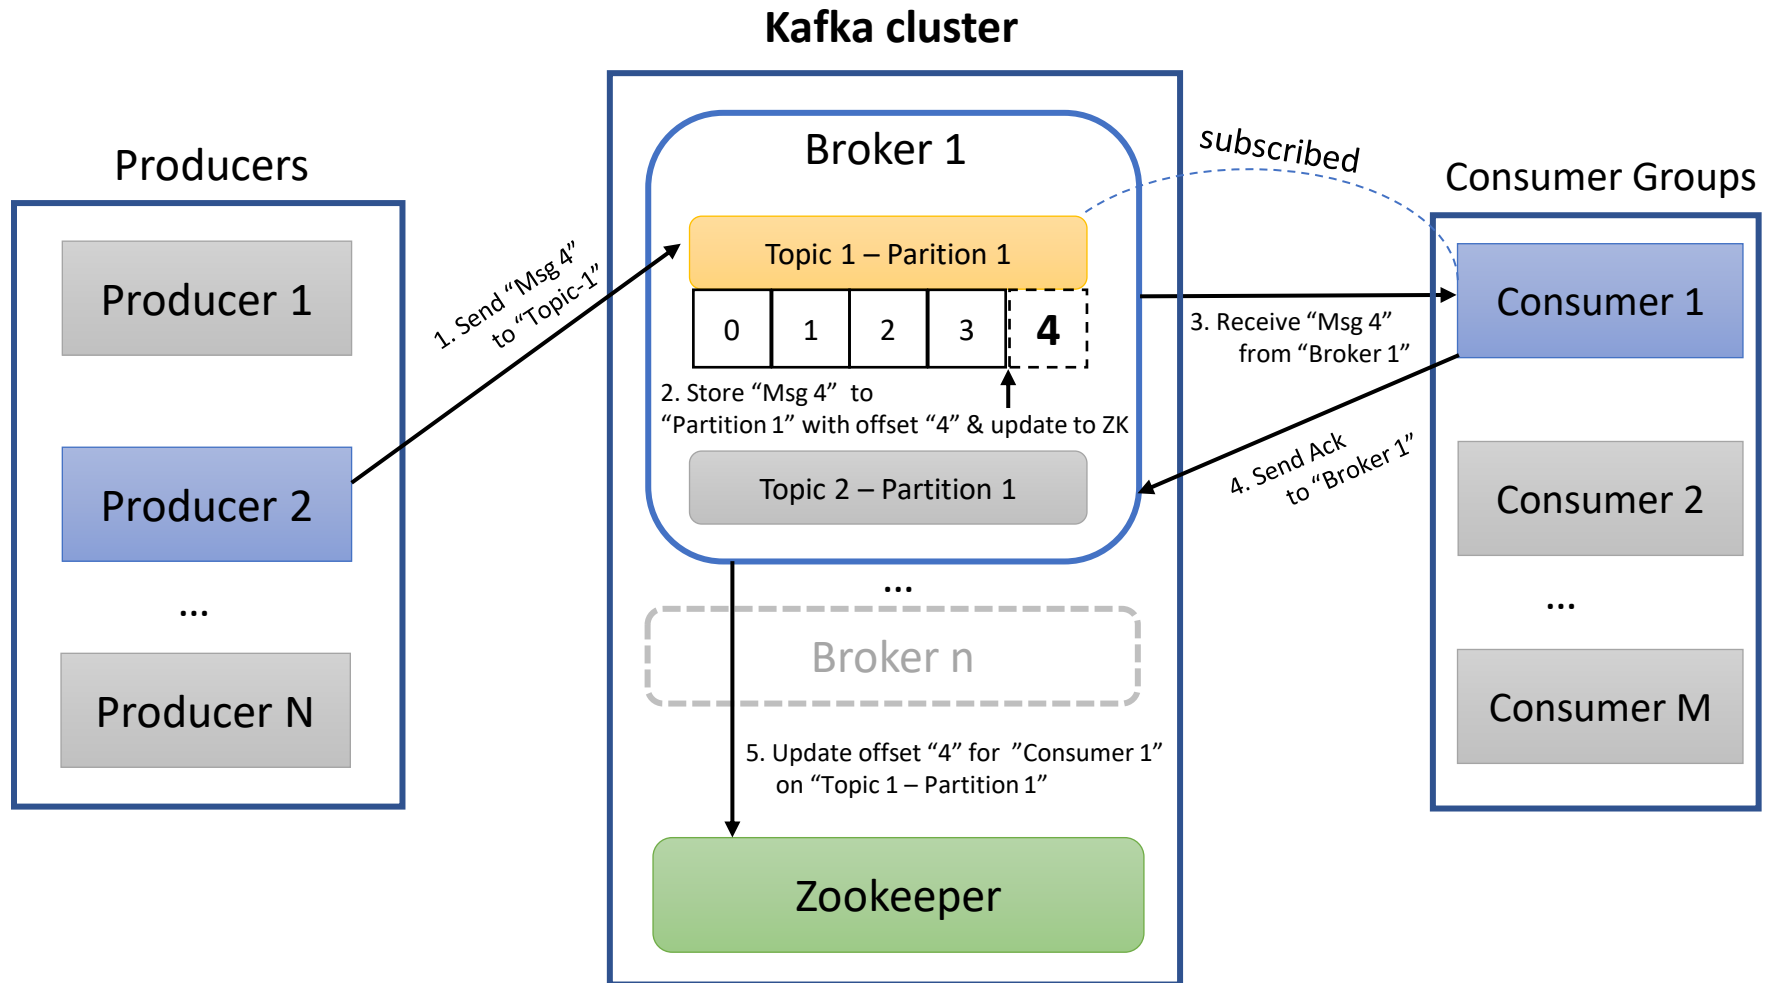 Kafka cluster
Producers
Producer 1
Producer 2
...
Producer N
1. Send “Msg 4”
to “Topic-1”
Broker 1
Topic 1 – Parition 1
0 1 2 3 4
2. Store “Msg 4” to
“Partition 1” with offset “4” & update to ZK
Topic 2 – Partition 1
...
Broker n
5. Update offset “4” for ”Consumer 1”
on “Topic 1 – Partition 1”
Zookeeper
subscribed
3. Receive “Msg 4”
from “Broker 1”
4. Send Ack
to “Broker 1”
Consumer Groups
Consumer 1
Consumer 2
...
Consumer M